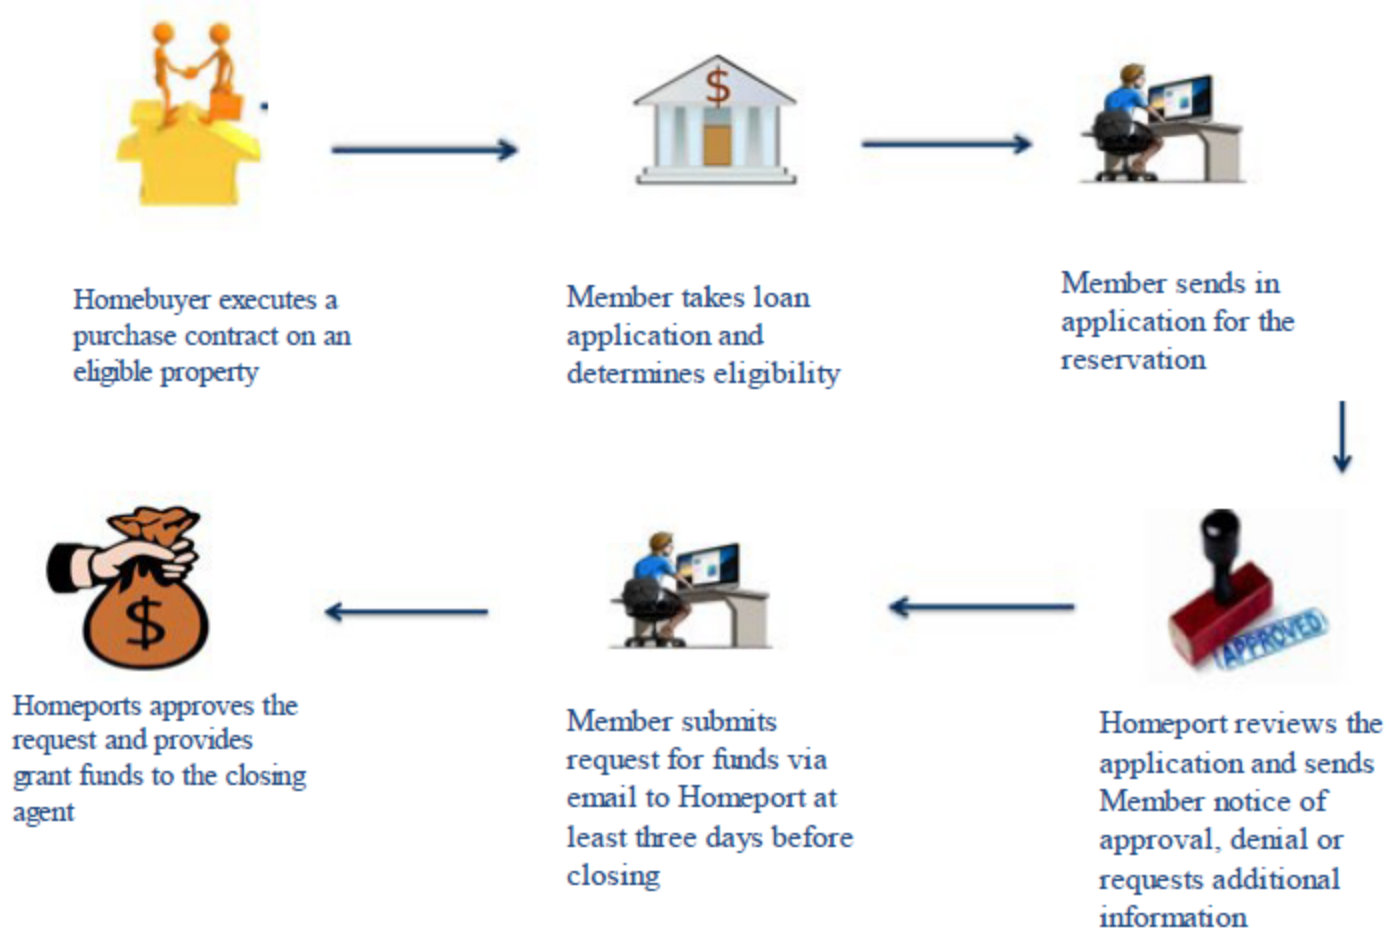 $
Homebuyer executes a
purchase contract on an
eligible property
Member takes loan
application and
determines eligibility
Member sends in
application for the
reservation
APPROVED
Homeport reviews the
application and sends
Member notice of
approval, denial or
requests additional
information
Member submits
request for funds via
email to Homeport at
least three days before
closing
$
Homeports approves the
request and provides
grant funds to the closing
agent